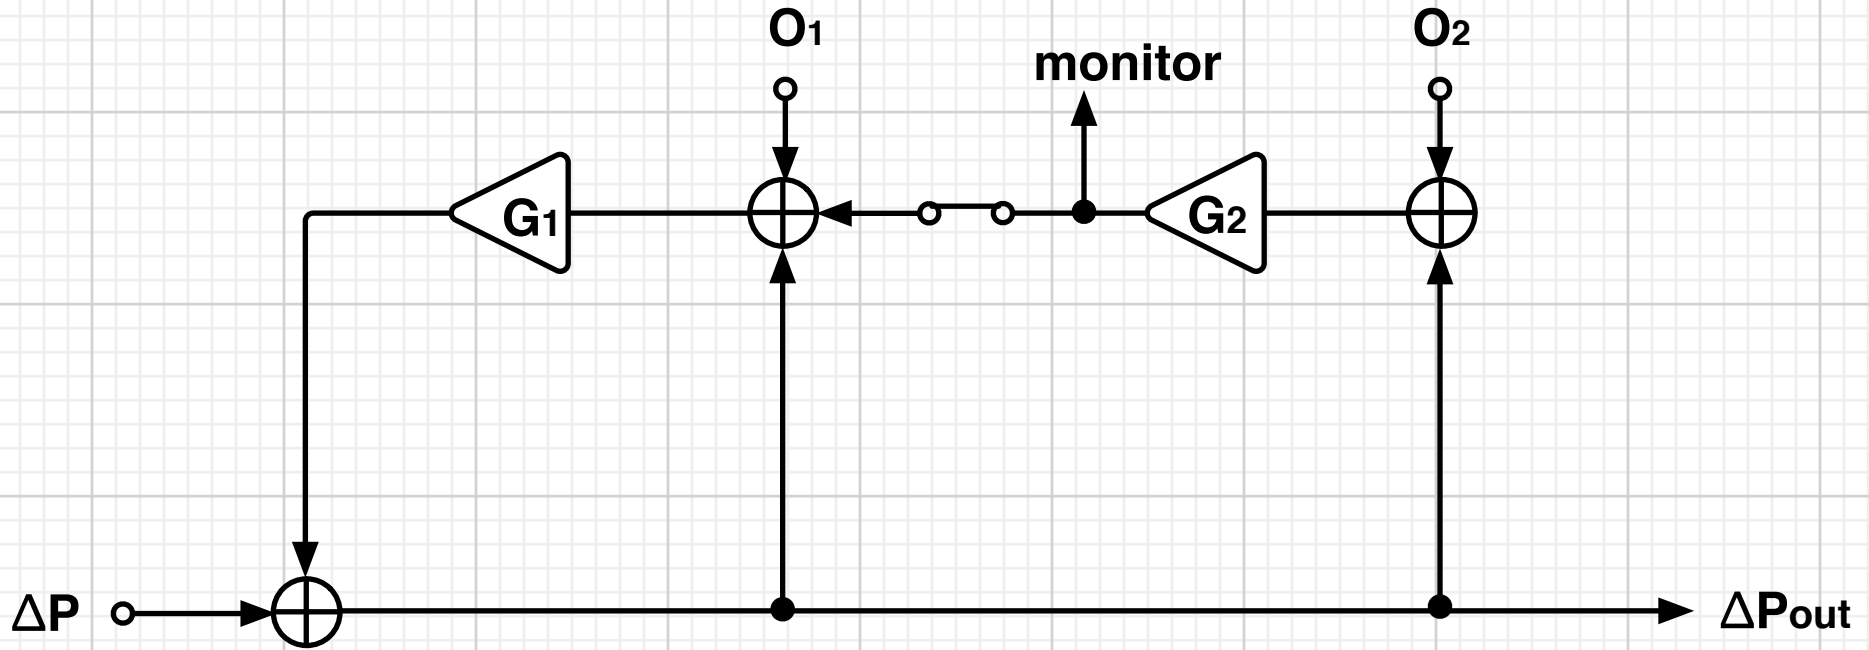 O1
O2
monitor
G1
G2
ΔP
ΔPout